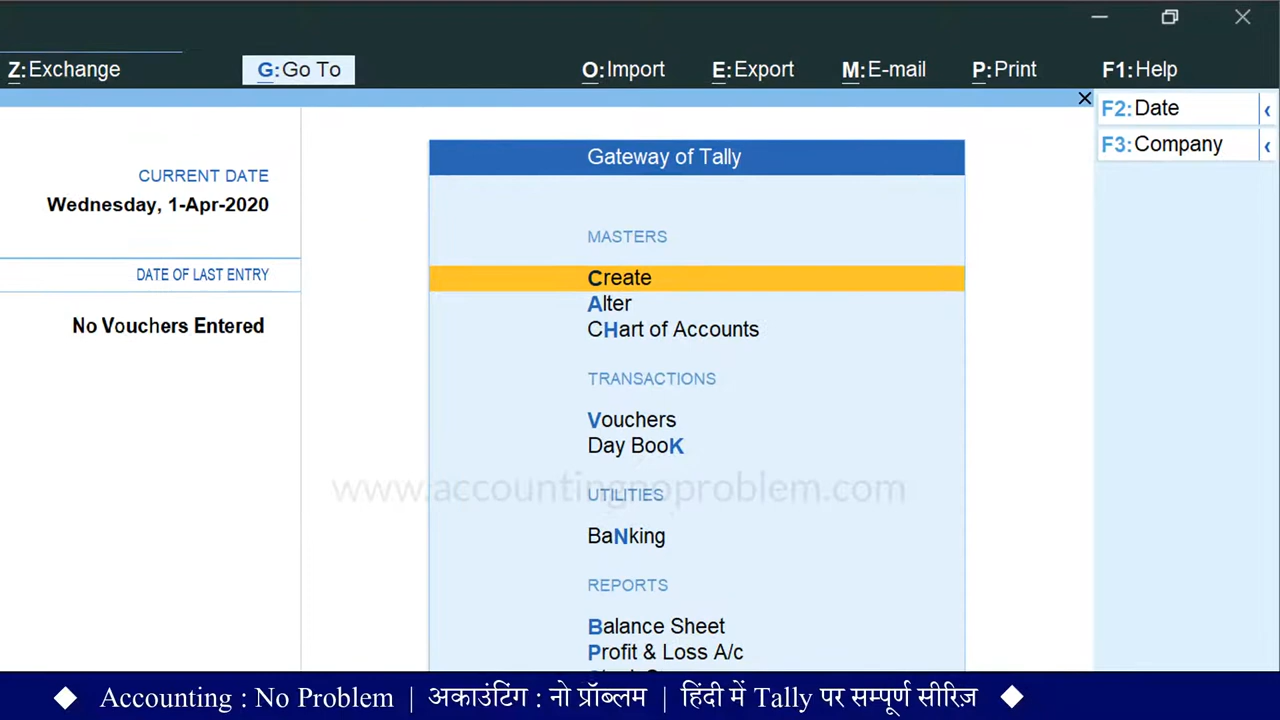 Z:Exchange G:Go To O:Import E:Export M:E-mail P:Print F1:Help
F2:Date
F3:Company
CURRENT DATE
Wednesday, 1-Apr-2020
DATE OF LAST ENTRY
No Vouchers Entered
Gateway of Tally
MASTERS
Create
Alter
CHart of Accounts
TRANSACTIONS
Vouchers
Day BooK
www.accountingnoproblem.com
UTILITIES
BaNking
REPORTS
Balance Sheet
Profit & Loss A/c
◆ Accounting : No Problem | अकाउंटिंग : नो प्रॉब्लम | हिंदी में Tally पर सम्पूर्ण सीरिज़ ◆